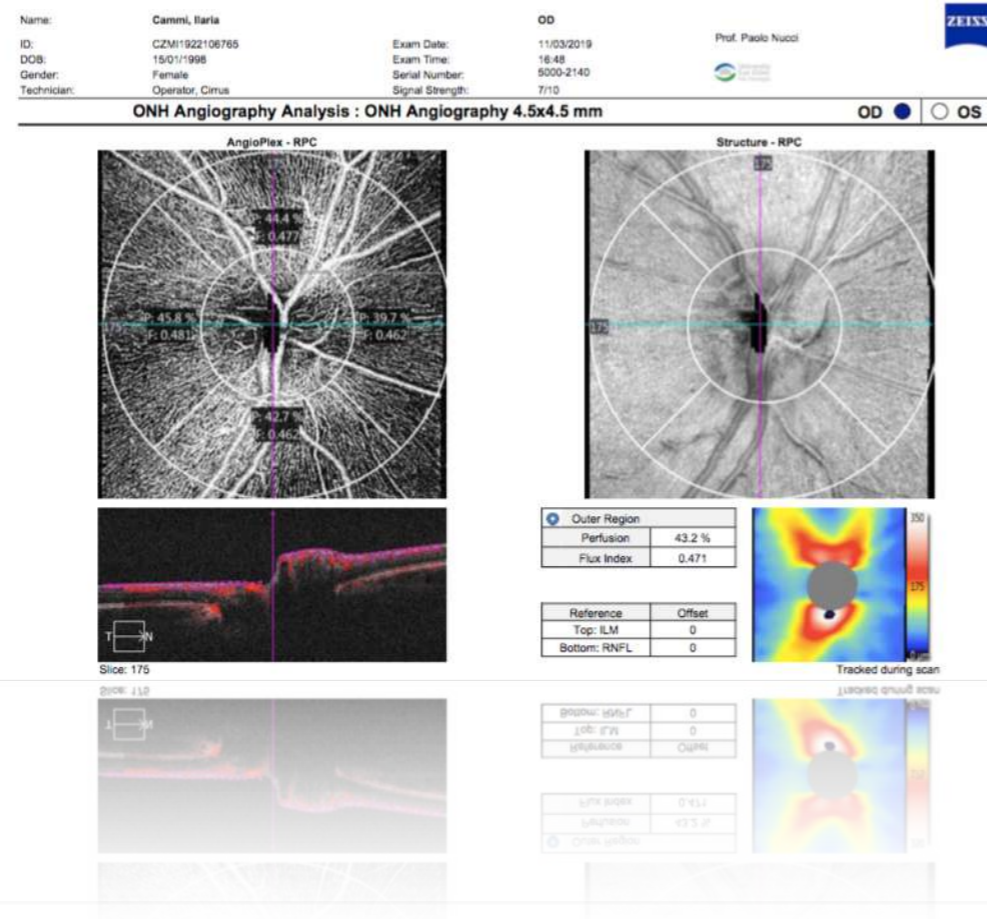 Name: Cammi, Ilaria OD
ZEISS
ID: CZMI1922106765 Exam Date: 11/03/2019 Prof. Paolo Nucci
DOB: 15/01/1998 Exam Time: 16:48
Gender: Female Serial Number: 5000-2140
Technician: Operator, Cirrus Signal Strength: 7/10
ONH Angiography Analysis : ONH Angiography 4.5x4.5 mm OD OS
AngioPlex - RPC Structure - RPC
175
P: 44.4 %
F: 0.477
P: 45.8 % P: 39.7 %
175 F: 0.481 F: 0.462 175
P: 42.7 %
F: 0.462
Outer Region
Perfusion 43.2 %
Flux Index 0.471
350
175
0 µm
Reference Offset
Top: ILM 0
Bottom: RNFL 0
T N
Slice: 175 Tracked during scan